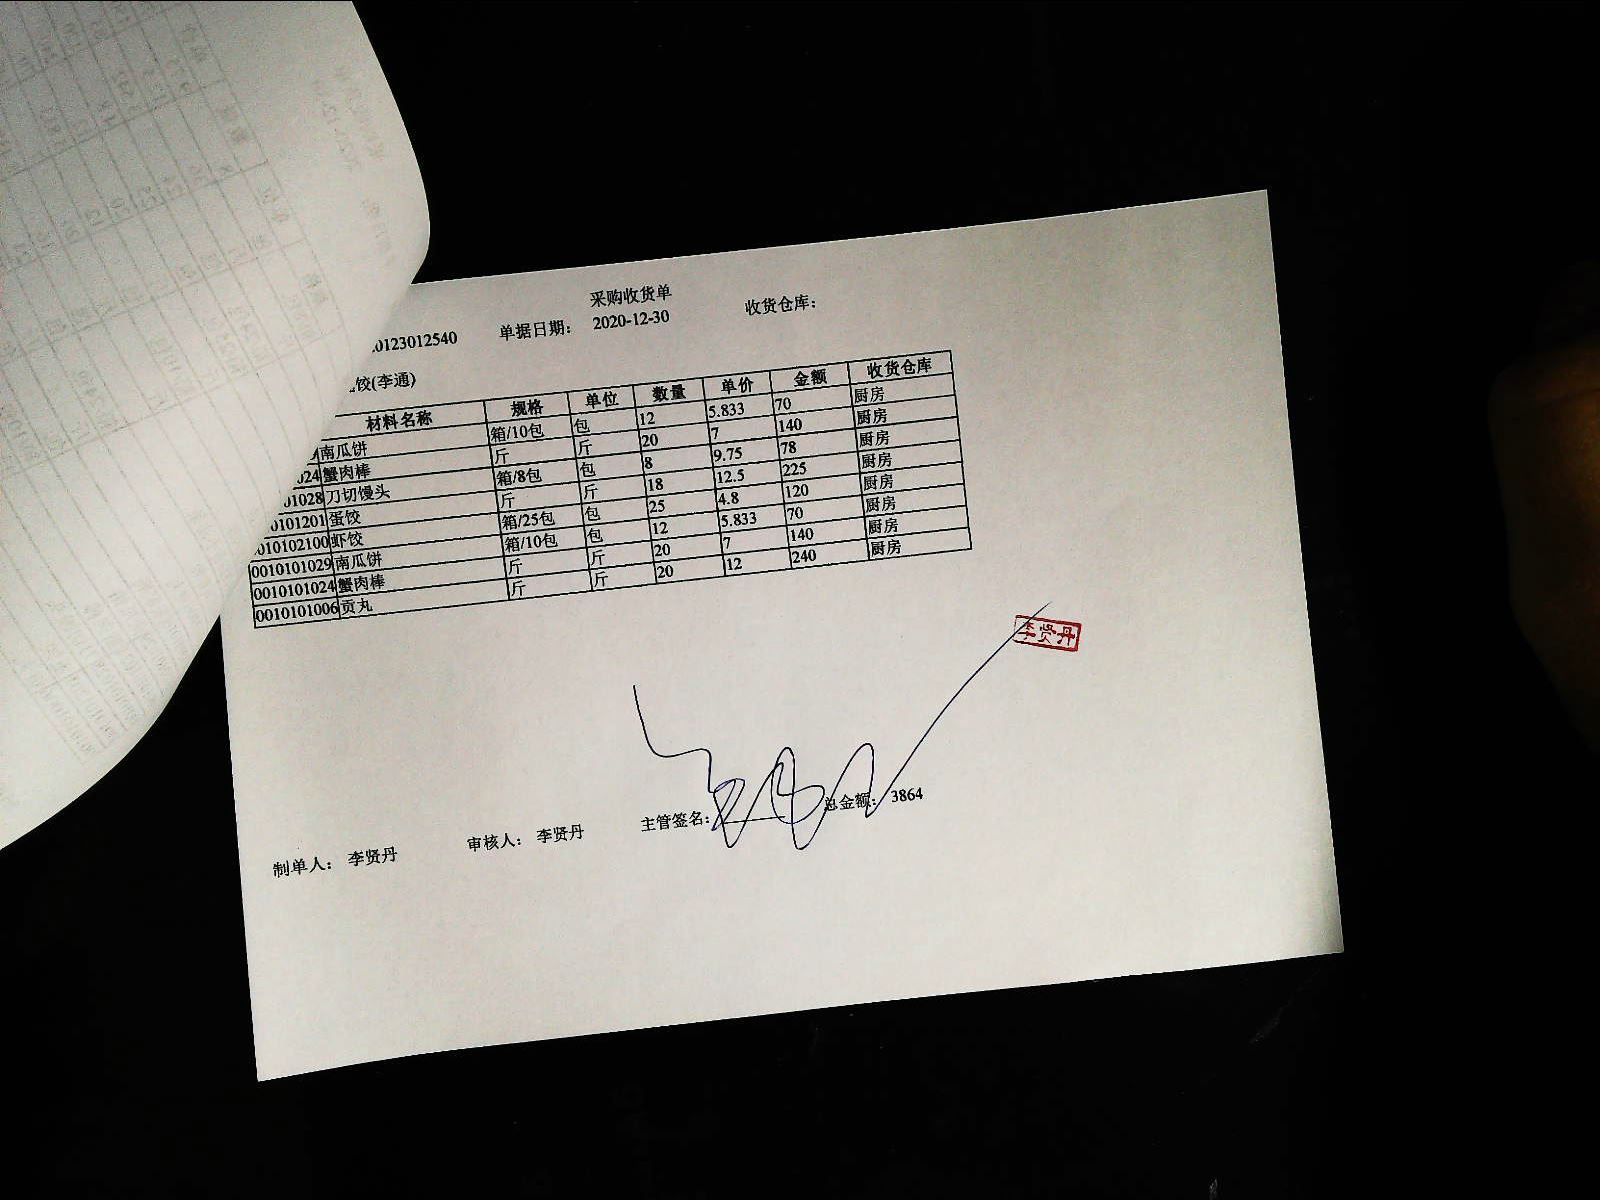 采购收货单
0123012540 单据日期： 2020-12-30 收货仓库：
饺(李通)
材料名称 规格 单位 数量 单价 金额 收货仓库
南瓜饼 箱/10包 包 12 5.833 70 厨房
24 蟹肉棒 斤 斤 20 7 140 厨房
01028 刀切馒头 箱/8包 包 8 9.75 78 厨房
0101201 蛋饺 斤 斤 18 12.5 225 厨房
010102100 虾饺 箱/25包 包 25 4.8 120 厨房
0010101029 南瓜饼 箱/10包 包 12 5.833 70 厨房
0010101024 蟹肉棒 斤 斤 20 7 140 厨房
0010101006 贡丸 斤 斤 20 12 240 厨房
李贤丹
制单人： 李贤丹 审核人： 李贤丹 主管签名： 总金额： 3864